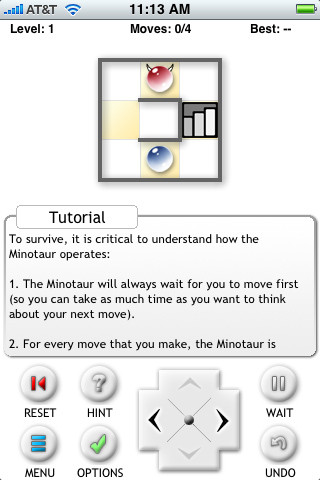 AT&T 11:13 AM
Level: 1 Moves: 0/4 Best: --
Tutorial
To survive, it is critical to understand how the
Minotaur operates:
1. The Minotaur will always wait for you to move first
(so you can take as much time as you want to think
about your next move).
2. For every move that you make, the Minotaur is
RESET HINT WAIT
MENU OPTIONS UNDO